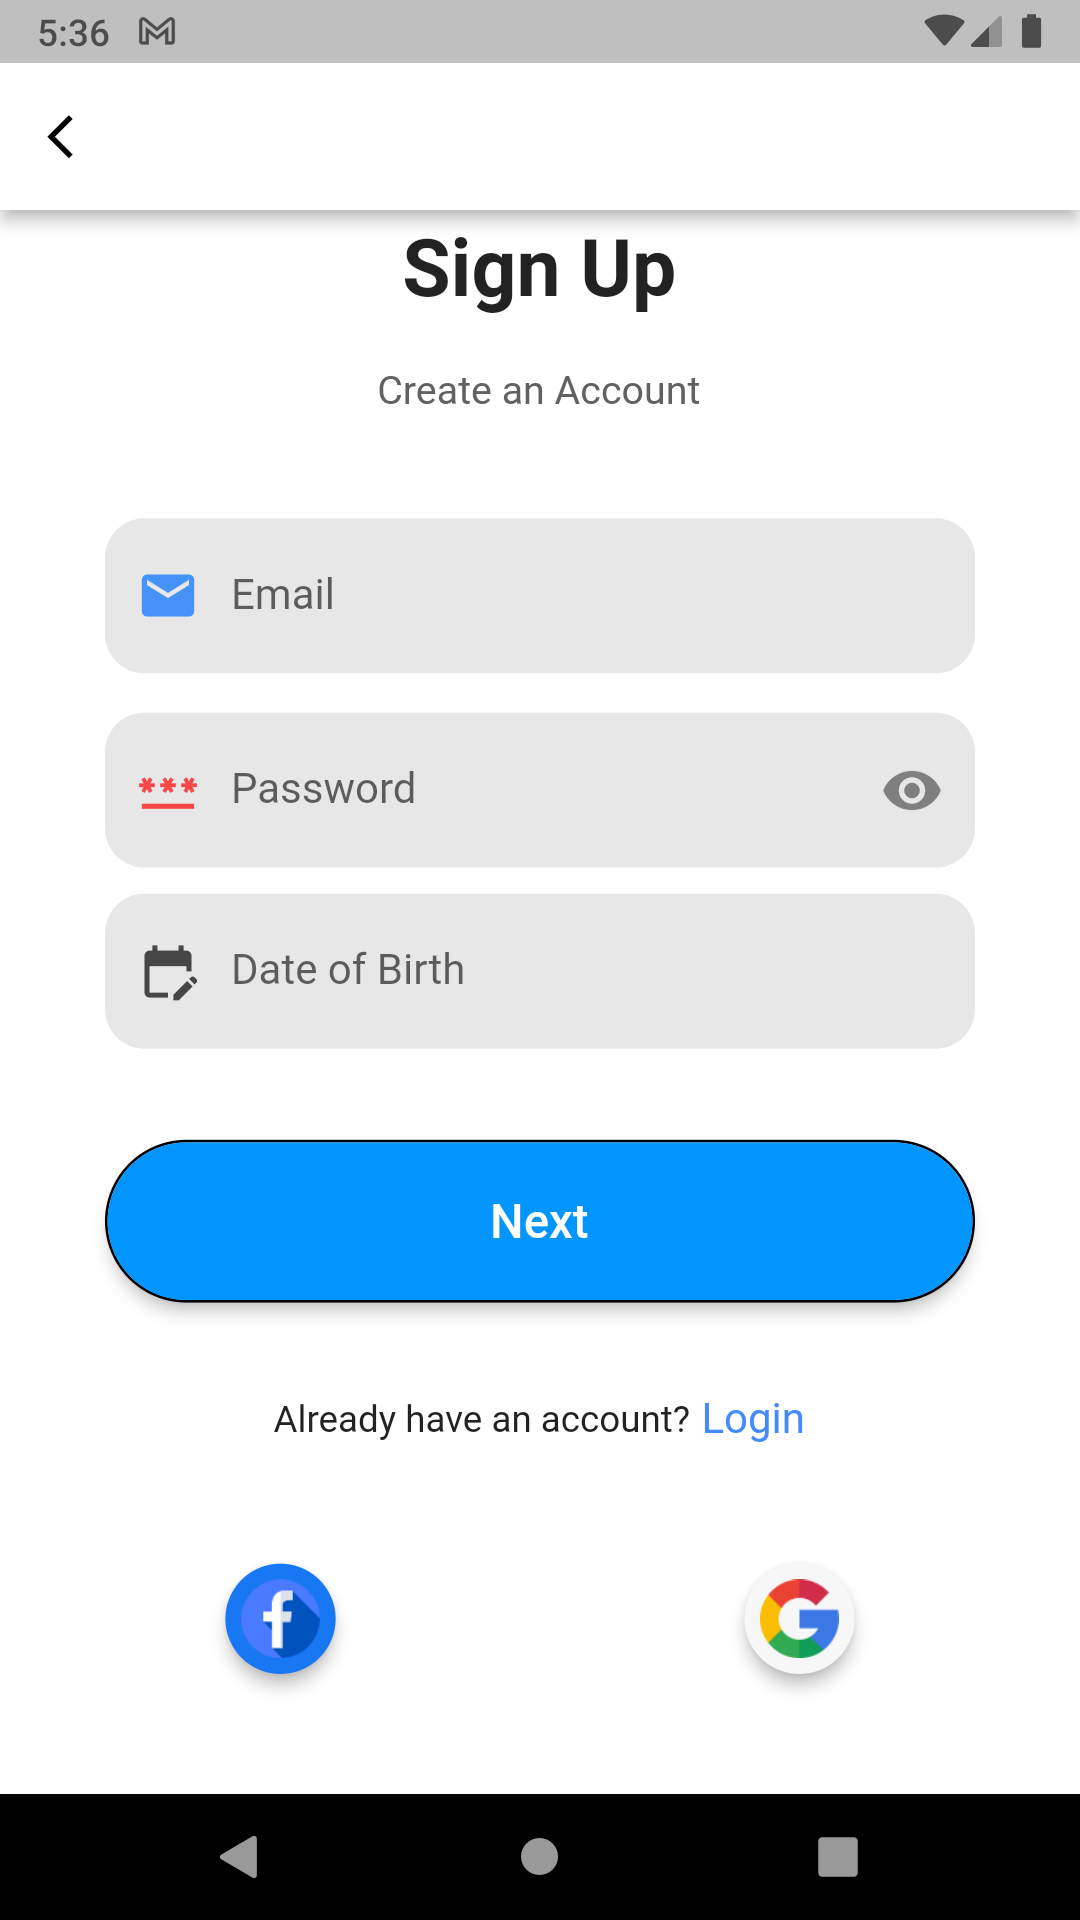 5:36
Sign Up
Create an Account
Email
Password
Date of Birth
Next
Already have an account? Login